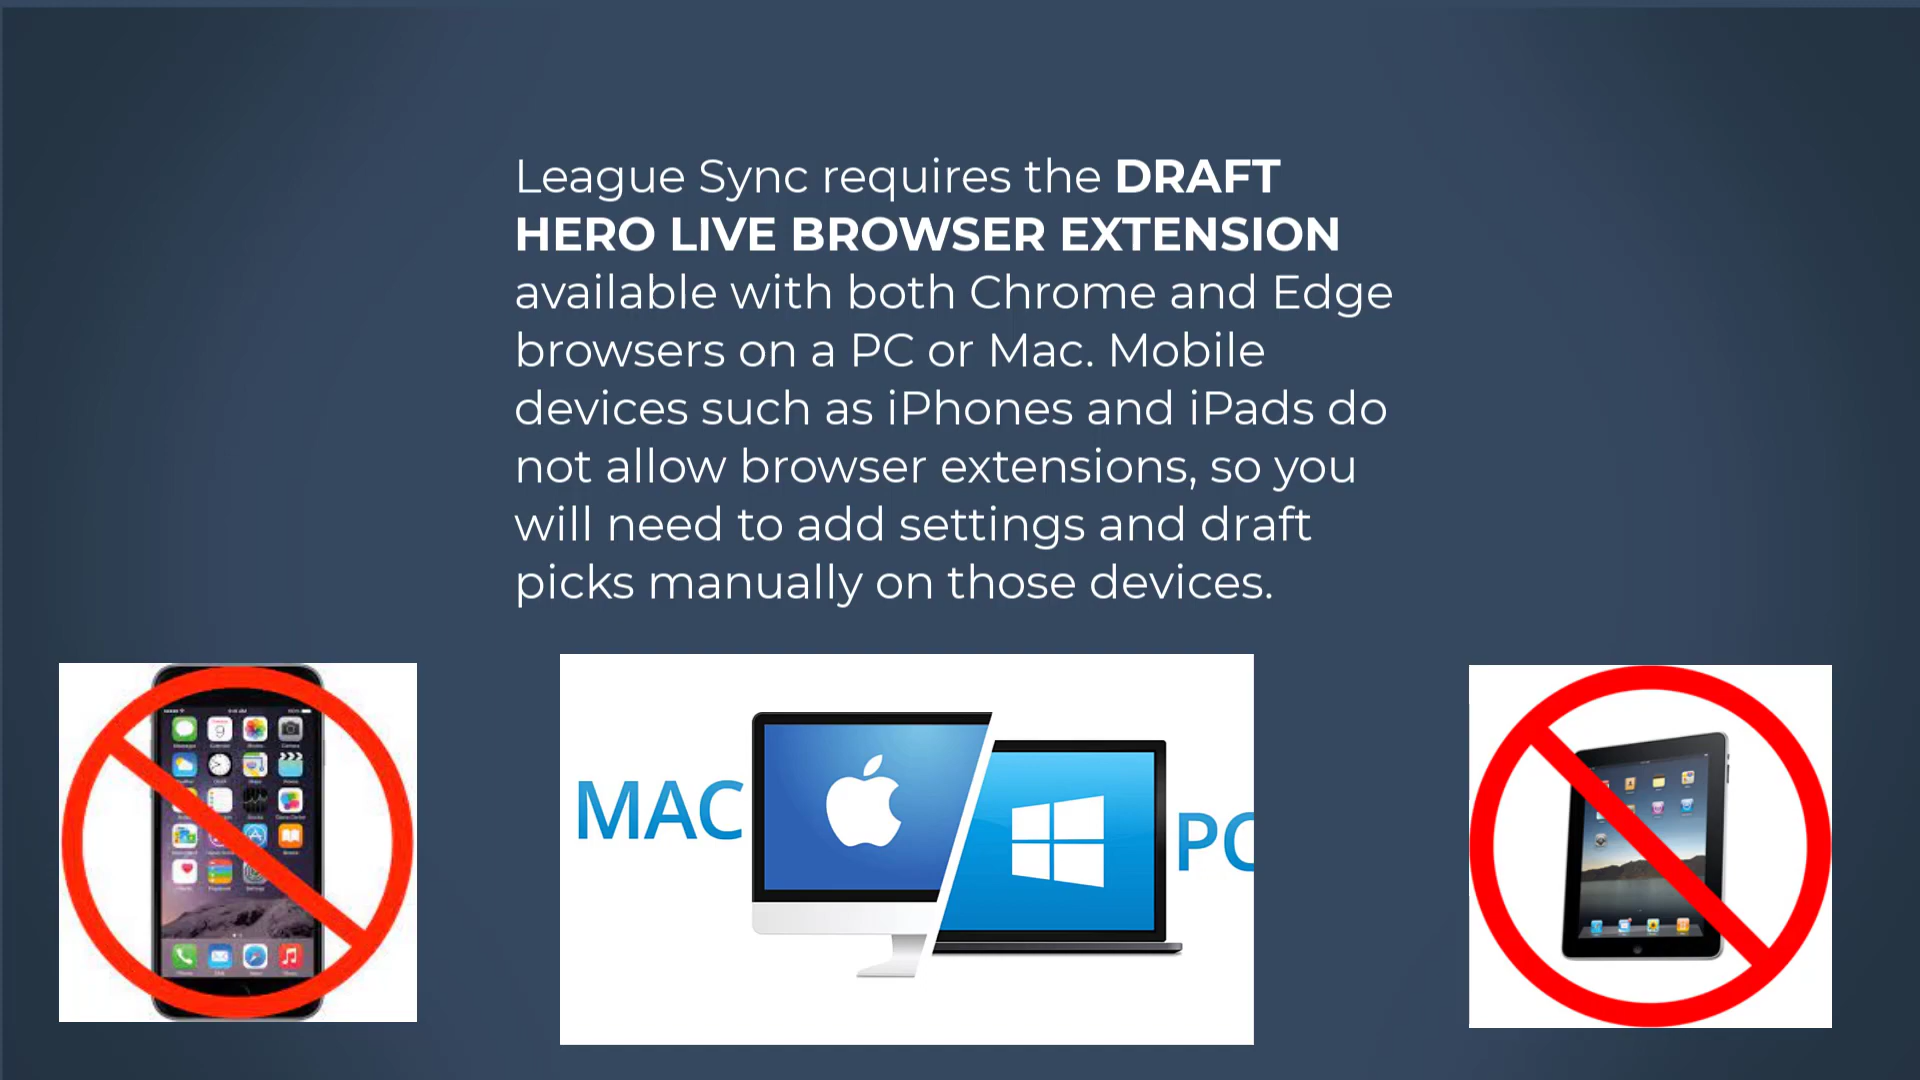 League Sync requires the DRAFT
HERO LIVE BROWSER EXTENSION
available with both Chrome and Edge
browsers on a PC or Mac. Mobile
devices such as iPhones and iPads do
not allow browser extensions, so you
will need to add settings and draft
picks manually on those devices.
MAC
PC